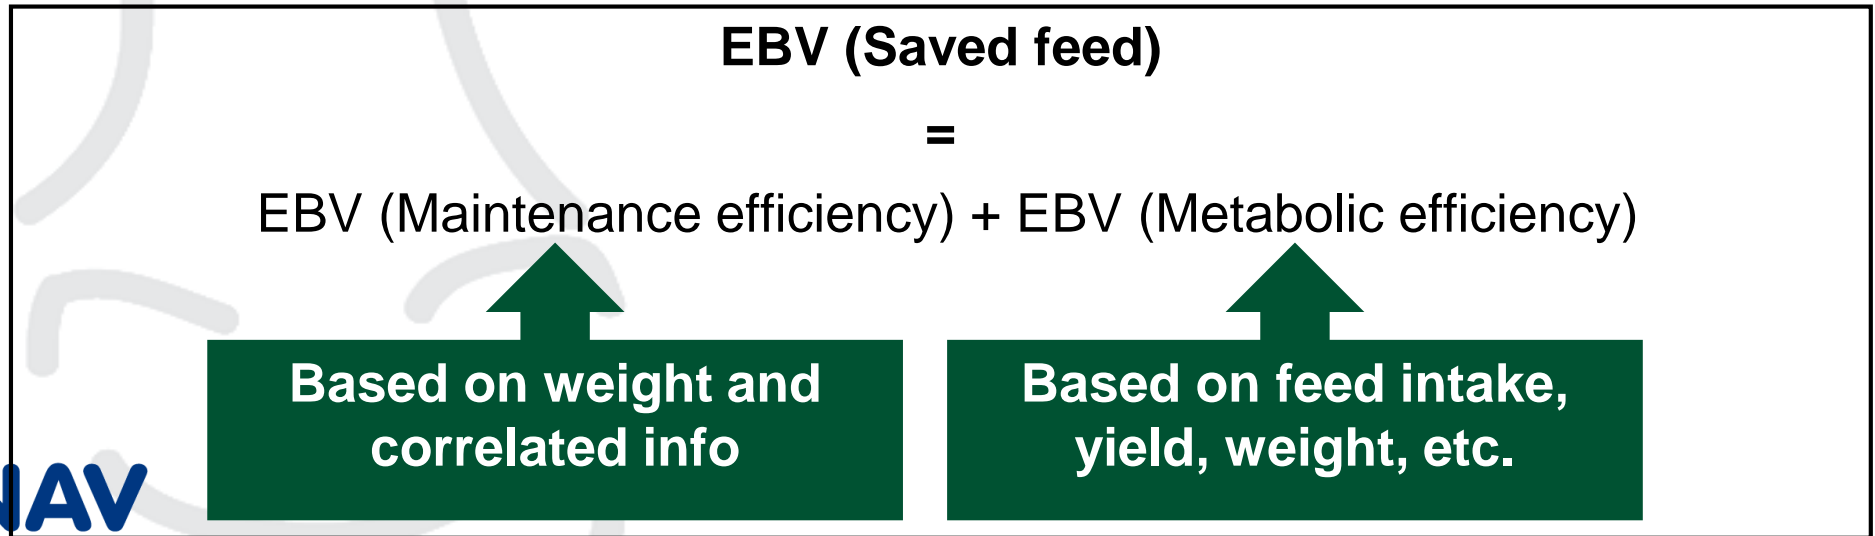 EBV (Saved feed)
=
EBV (Maintenance efficiency) + EBV (Metabolic efficiency)
Based on weight and
correlated info
Based on feed intake,
yield, weight, etc.
NAV